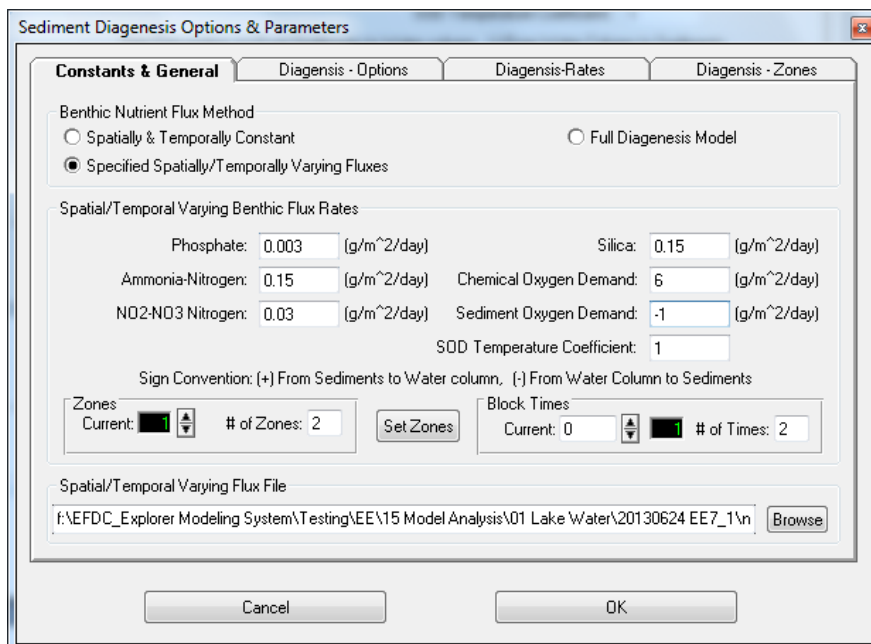 Sediment Diagenesis Options & Parameters
Constants & General Diagensis - Options Diagensis-Rates Diagensis - Zones
Benthic Nutrient Flux Method
Spatially & Temporally Constant Full Diagenesis Model
Specified Spatially/Temporally Varying Fluxes
Spatial/Temporal Varying Benthic Flux Rates
Phosphate: 0.003 (g/m^2/day) Silica: 0.15 (g/m^2/day)
Ammonia-Nitrogen: 0.15 (g/m^2/day) Chemical Oxygen Demand: 6 (g/m^2/day)
NO2-NO3 Nitrogen: 0.03 (g/m^2/day) Sediment Oxygen Demand: -1 (g/m^2/day)
SOD Temperature Coefficient: 1
Sign Convention: (+) From Sediments to Water column, (-) From Water Column to Sediments
Zones Block Times
Current: 1 # of Zones: 2 Set Zones Current: 0 1 # of Times: 2
Spatial/Temporal Varying Flux File
f:\EFDC_Explorer Modeling System\Testing\EE\15 Model Analysis\01 Lake Water\20130624 EE7_1\n Browse
Cancel OK